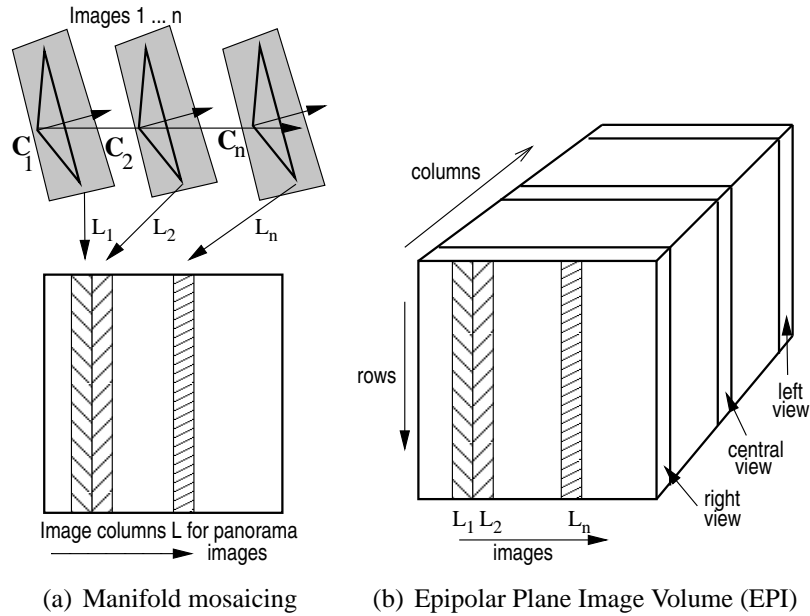 Images 1 ... n
C1
C2
Cn
L1
L2
Ln
Image columns L for panorama
images
(a) Manifold mosaicing
columns
rows
left
view
central
view
right
view
L1 L2 Ln
images
(b) Epipolar Plane Image Volume (EPI)